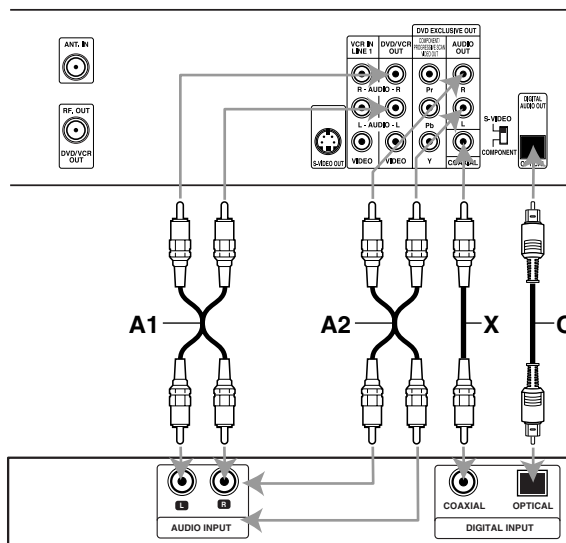 DVD EXCLUSIVE OUT
ANT. IN
VCR IN
LINE 1
DVD/VCR
OUT
COMPONENT/
PROGRESSIVE SCAN
VIDEO OUT
AUDIO
OUT
R - AUDIO - R
Pr
R
RF. OUT
DVD/VCR
OUT
L - AUDIO - L
Pb
L
DIGITAL
AUDIO OUT
S-VIDEO
COMPONENT
S-VIDEO OUT
VIDEO
VIDEO
Y
COAXIAL
OPTICAL
A1
A2
X
L
R
AUDIO INPUT
COAXIAL
OPTICAL
DIGITAL INPUT